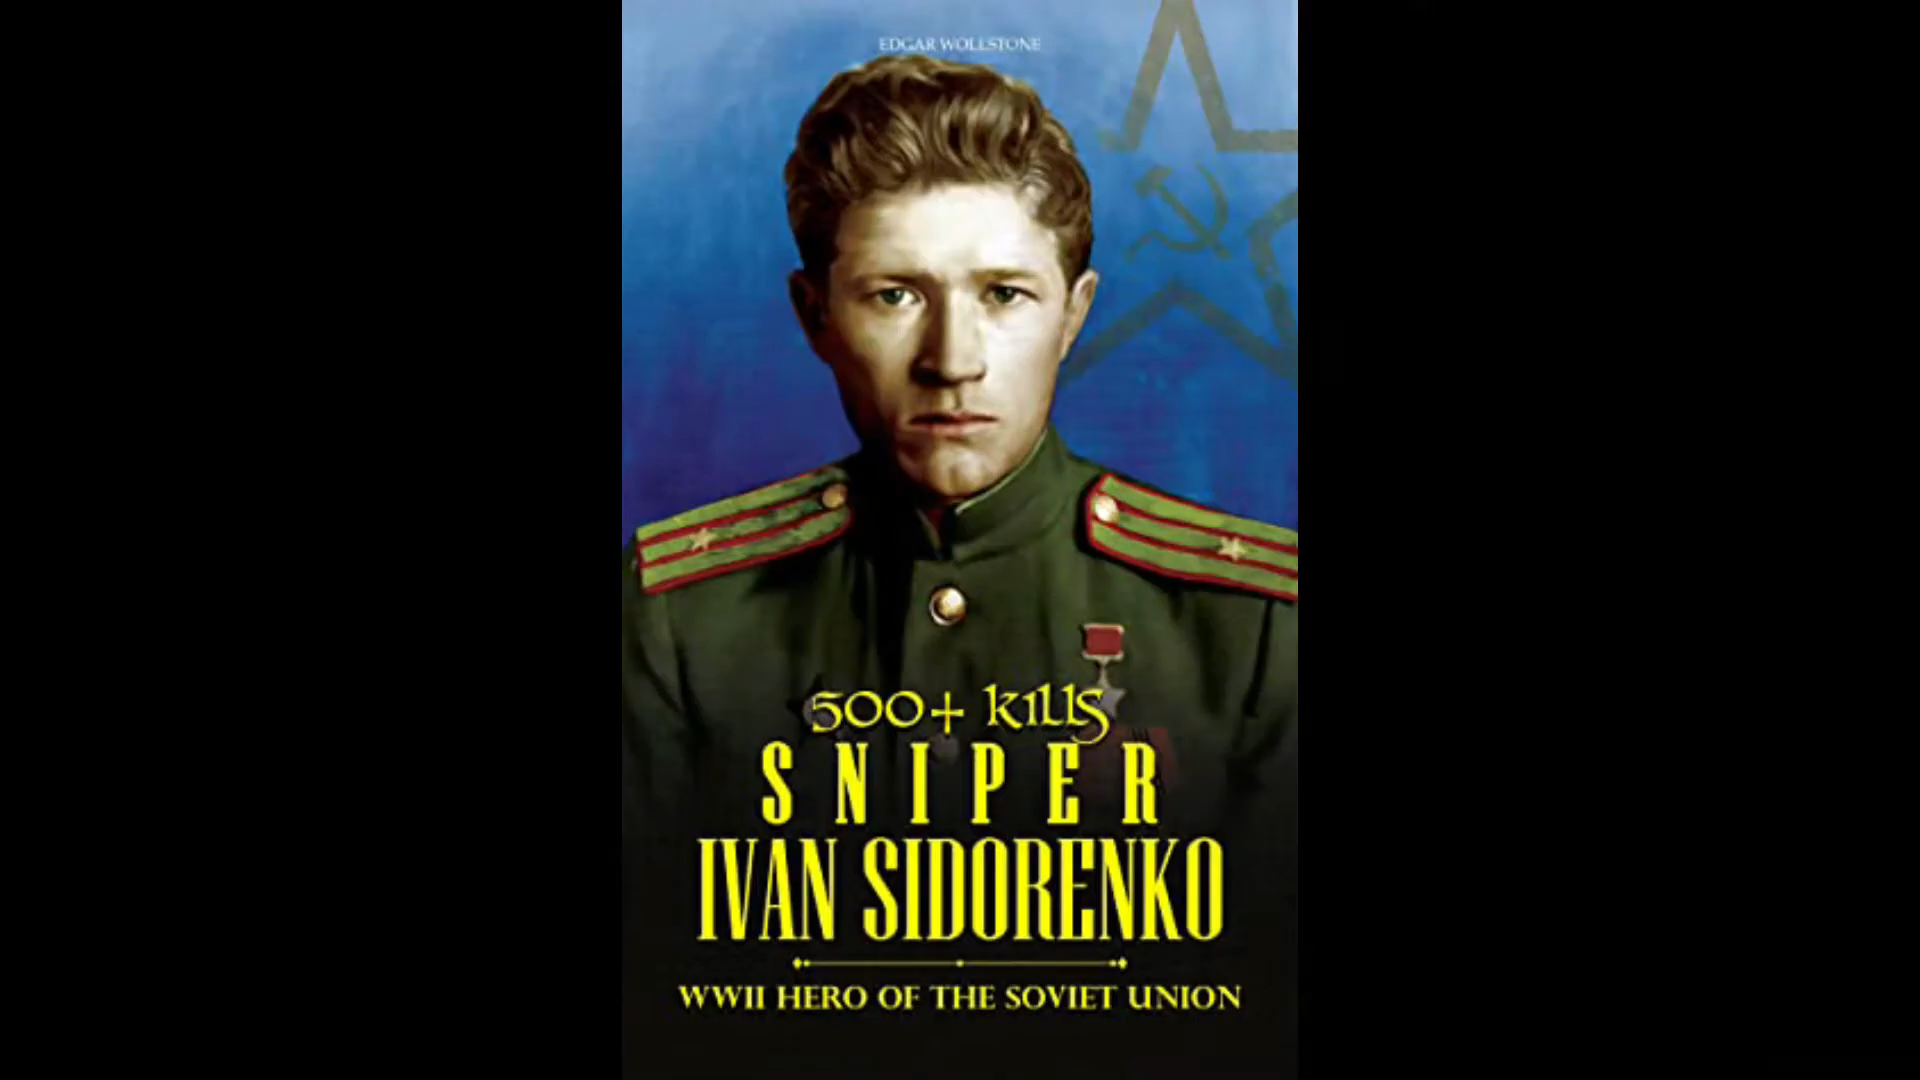 EDGAR WOLLSTONE
500+ kills
SNIPER
IVAN SIDORENKO
WWII HERO OF THE SOVIET UNION